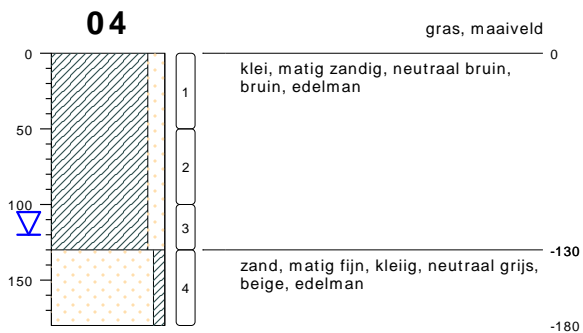 04
gras, maaiveld
0
0
klei, matig zandig, neutraal bruin,
bruin, edelman
1
50
2
100
3
-130
zand, matig fijn, kleiig, neutraal grijs,
beige, edelman
150
4
-180